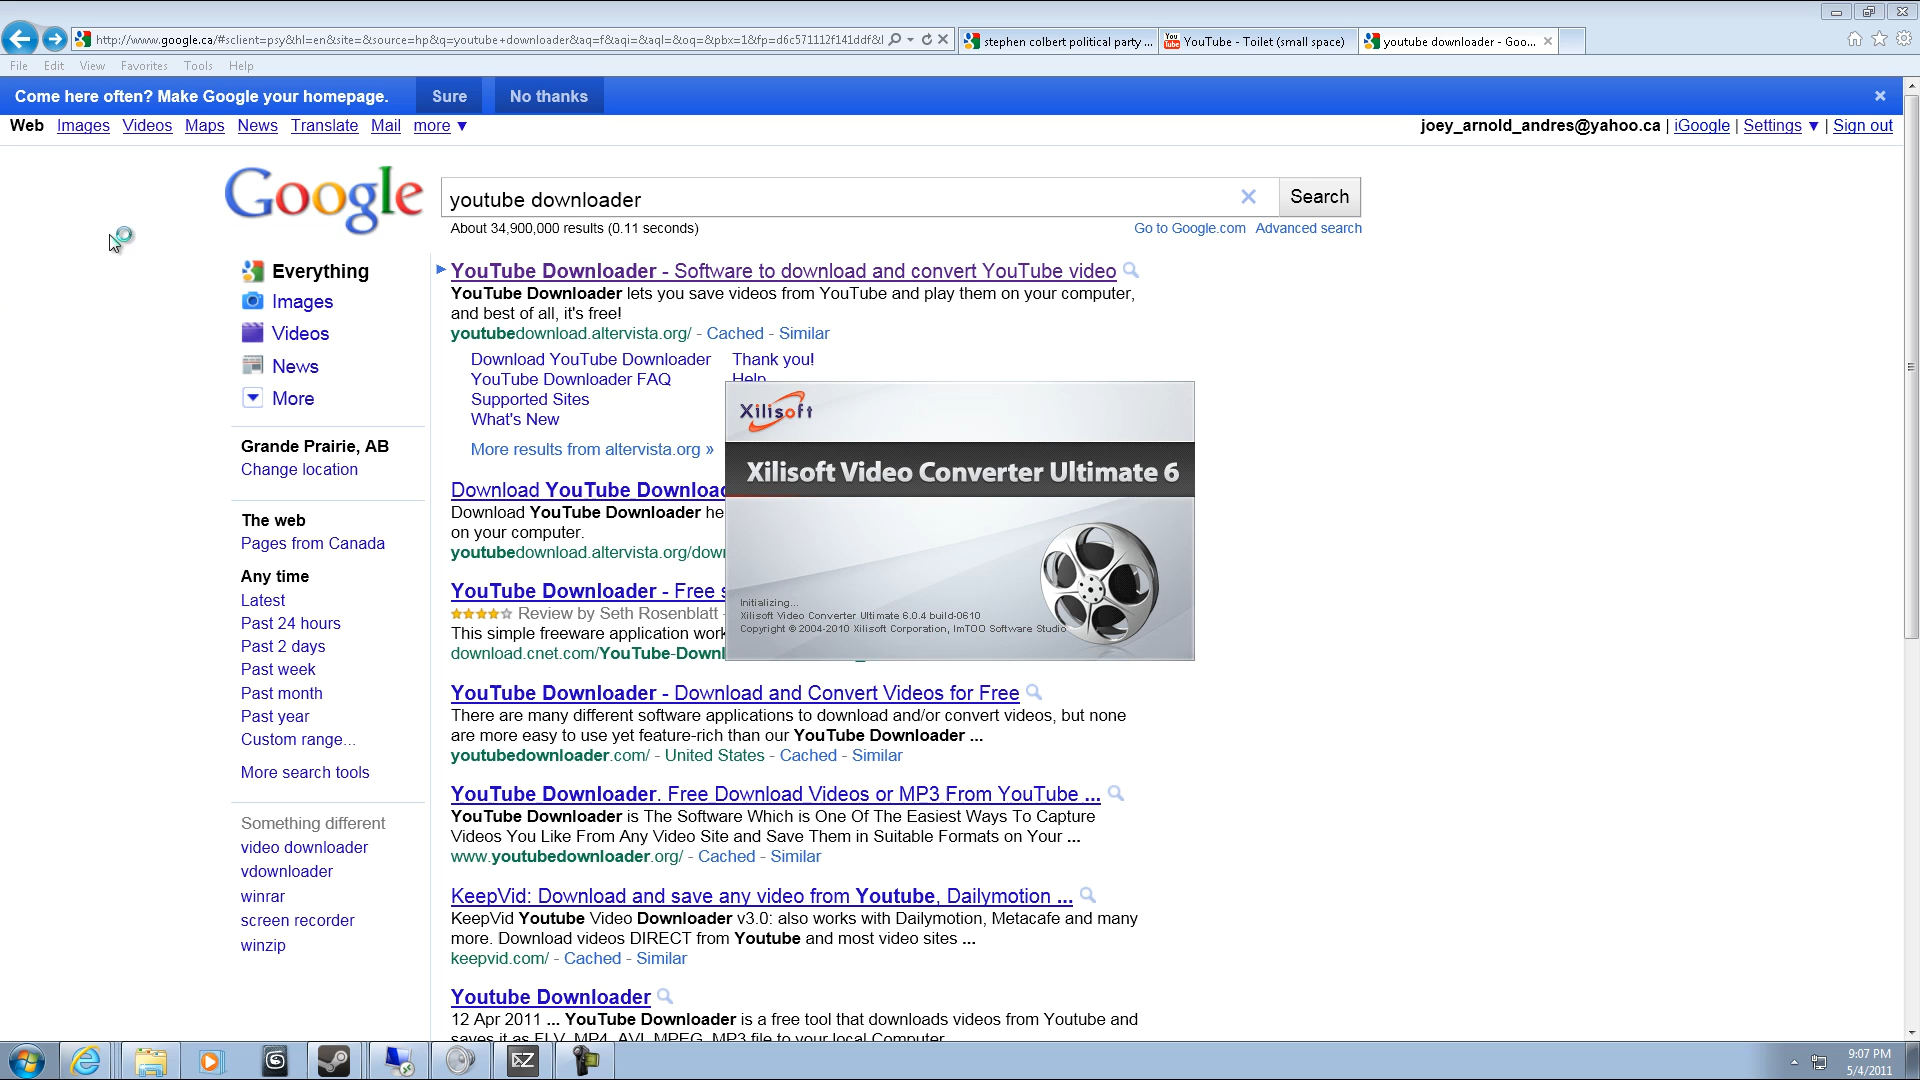 http://www.google.ca/#sclient=psy&hl=en&site=&source=hp&q=youtube+downloader&aq=f&aqi=&aql=&oq=&pbx=1&fp=d6c571112f141ddf&l
stephen colbert political party ...
YouTube - Toilet (small space)
youtube downloader - Goo...
File Edit View Favorites Tools Help
Come here often? Make Google your homepage. Sure No thanks
Web Images Videos Maps News Translate Mail more ▼
joey_arnold_andres@yahoo.ca | iGoogle | Settings ▼ | Sign out
Google
youtube downloader
Search
About 34,900,000 results (0.11 seconds)
Go to Google.com Advanced search
Everything
Images
Videos
News
More
Grande Prairie, AB
Change location
The web
Pages from Canada
Any time
Latest
Past 24 hours
Past 2 days
Past week
Past month
Past year
Custom range...
More search tools
Something different
video downloader
vdownloader
winrar
screen recorder
winzip
YouTube Downloader - Software to download and convert YouTube video
YouTube Downloader lets you save videos from YouTube and play them on your computer,
and best of all, it's free!
youtubedownload.altervista.org/ - Cached - Similar
Download YouTube Downloader Thank you!
YouTube Downloader FAQ Help
Supported Sites
What's New
More results from altervista.org »
Download YouTube Downloa
Download YouTube Downloader he
on your computer.
youtubedownload.altervista.org/dow
YouTube Downloader - Free
Review by Seth Rosenblatt -
This simple freeware application work
download.cnet.com/YouTube-Down
Xilisoft
Xilisoft Video Converter Ultimate 6
Initializing...
Xilisoft Video Converter Ultimate 6.0.4 build-0610
Copyright © 2004-2010 Xilisoft Corporation, ImTOO Software Studio
YouTube Downloader - Download and Convert Videos for Free
There are many different software applications to download and/or convert videos, but none
are more easy to use yet feature-rich than our YouTube Downloader ...
youtubedownloader.com/ - United States - Cached - Similar
YouTube Downloader. Free Download Videos or MP3 From YouTube ...
YouTube Downloader is The Software Which is One Of The Easiest Ways To Capture
Videos You Like From Any Video Site and Save Them in Suitable Formats on Your ...
www.youtubedownloader.org/ - Cached - Similar
KeepVid: Download and save any video from Youtube, Dailymotion ...
KeepVid Youtube Video Downloader v3.0: also works with Dailymotion, Metacafe and many
more. Download videos DIRECT from Youtube and most video sites ...
keepvid.com/ - Cached - Similar
Youtube Downloader
12 Apr 2011 ... YouTube Downloader is a free tool that downloads videos from Youtube and
saves it as FLV, MP4, AVI, MPEG, MP3 file to your local Computer
EZ
9:07 PM
5/4/2011